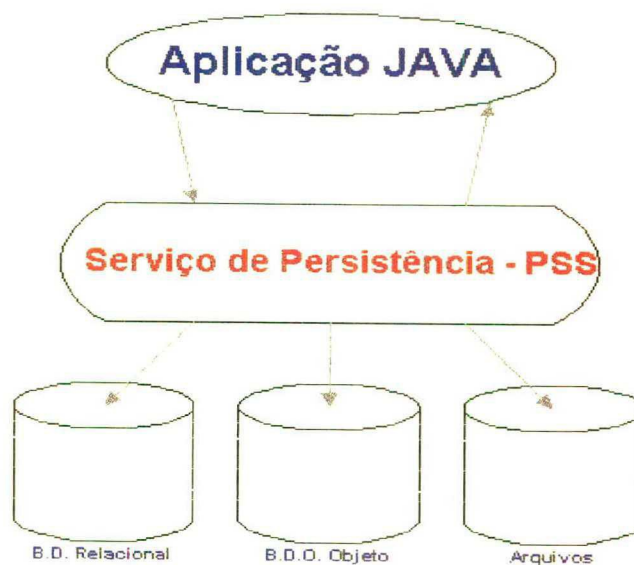 Aplicação JAVA
Serviço de Persistência - PSS
B.D. Relacional
B.D.O. Objeto
Arquivos